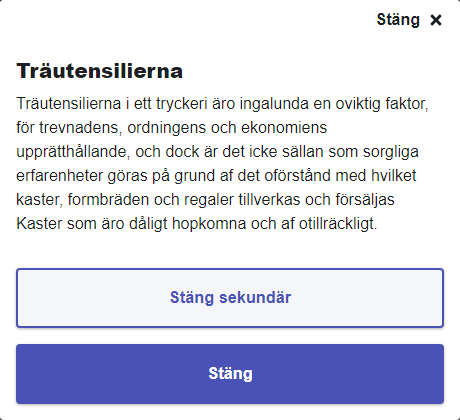 Stäng
Träutensilierna
Träutensilierna i ett tryckeri äro ingalunda en oviktig faktor,
för trevnadens, ordningens och ekonomiens
upprätthållande, och dock är det icke sällan som sorgliga
erfarenheter göras på grund af det oförstånd med hvilket
kaster, formbräden och regaler tillverkas och försäljas
Kaster som äro dåligt hopkomna och af otillräckligt.
Stäng sekundär
Stäng